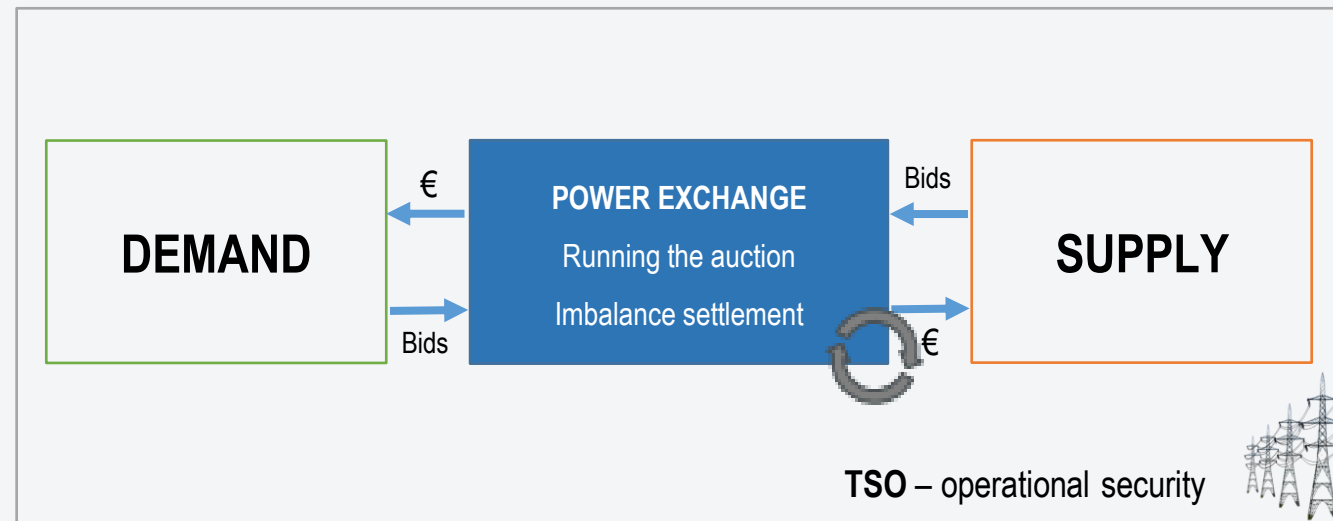 DEMAND
€
Bids
POWER EXCHANGE
Running the auction
Imbalance settlement
Bids
€
SUPPLY
TSO – operational security